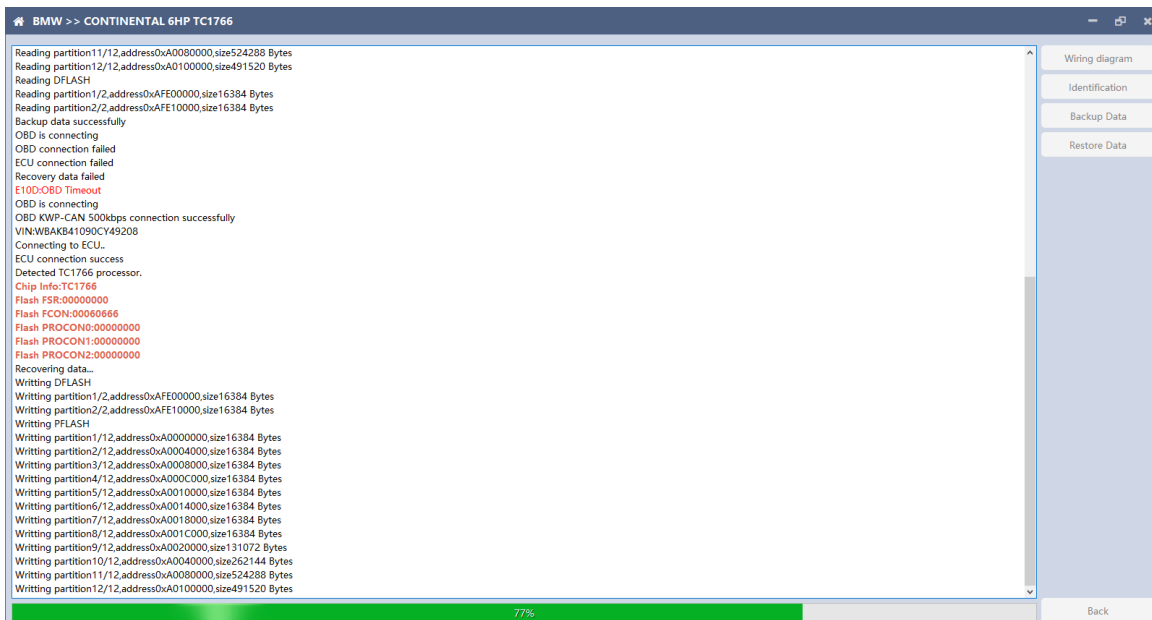 BMW >> CONTINENTAL 6HP TC1766
Reading partition11/12,address0xA0080000,size524288 Bytes
Reading partition12/12,address0xA0100000,size491520 Bytes
Reading DFLASH
Reading partition1/2,address0xAFE00000,size16384 Bytes
Reading partition2/2,address0xAFE10000,size16384 Bytes
Backup data successfully
OBD is connecting
OBD connection failed
ECU connection failed
Recovery data failed
E10D:OBD Timeout
OBD is connecting
OBD KWP-CAN 500kbps connection successfully
VIN:WBAKB41090CY49208
Connecting to ECU..
ECU connection success
Detected TC1766 processor.
Chip Info:TC1766
Flash FSR:00000000
Flash FCON:00060666
Flash PROCON0:00000000
Flash PROCON1:00000000
Flash PROCON2:00000000
Recovering data...
Writting DFLASH
Writting partition1/2,address0xAFE00000,size16384 Bytes
Writting partition2/2,address0xAFE10000,size16384 Bytes
Writting PFLASH
Writting partition1/12,address0xA0000000,size16384 Bytes
Writting partition2/12,address0xA0004000,size16384 Bytes
Writting partition3/12,address0xA0008000,size16384 Bytes
Writting partition4/12,address0xA000C000,size16384 Bytes
Writting partition5/12,address0xA0010000,size16384 Bytes
Writting partition6/12,address0xA0014000,size16384 Bytes
Writting partition7/12,address0xA0018000,size16384 Bytes
Writting partition8/12,address0xA001C000,size16384 Bytes
Writting partition9/12,address0xA0020000,size131072 Bytes
Writting partition10/12,address0xA0040000,size262144 Bytes
Writting partition11/12,address0xA0080000,size524288 Bytes
Writting partition12/12,address0xA0100000,size491520 Bytes
77%
Wiring diagram
Identification
Backup Data
Restore Data
Back